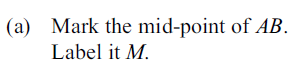 (a) Mark the mid-point of AB.
Label it M.